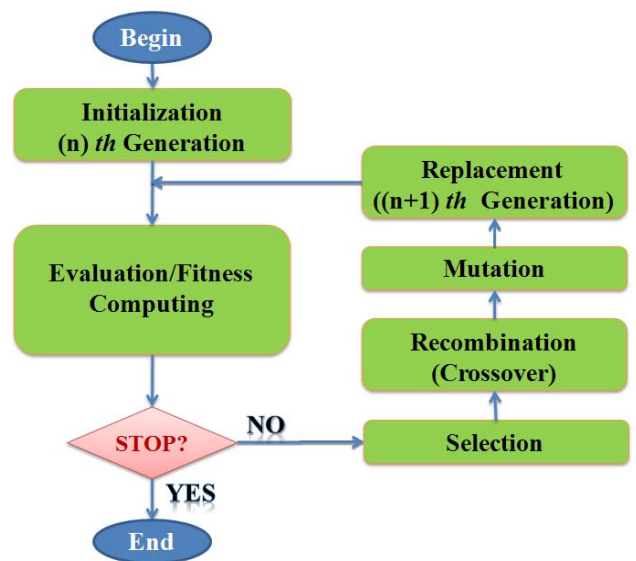 Begin
Initialization
(n) th Generation
Evaluation/Fitness
Computing
STOP?
NO
YES
End
Selection
Recombination
(Crossover)
Mutation
Replacement
((n+1) th Generation)